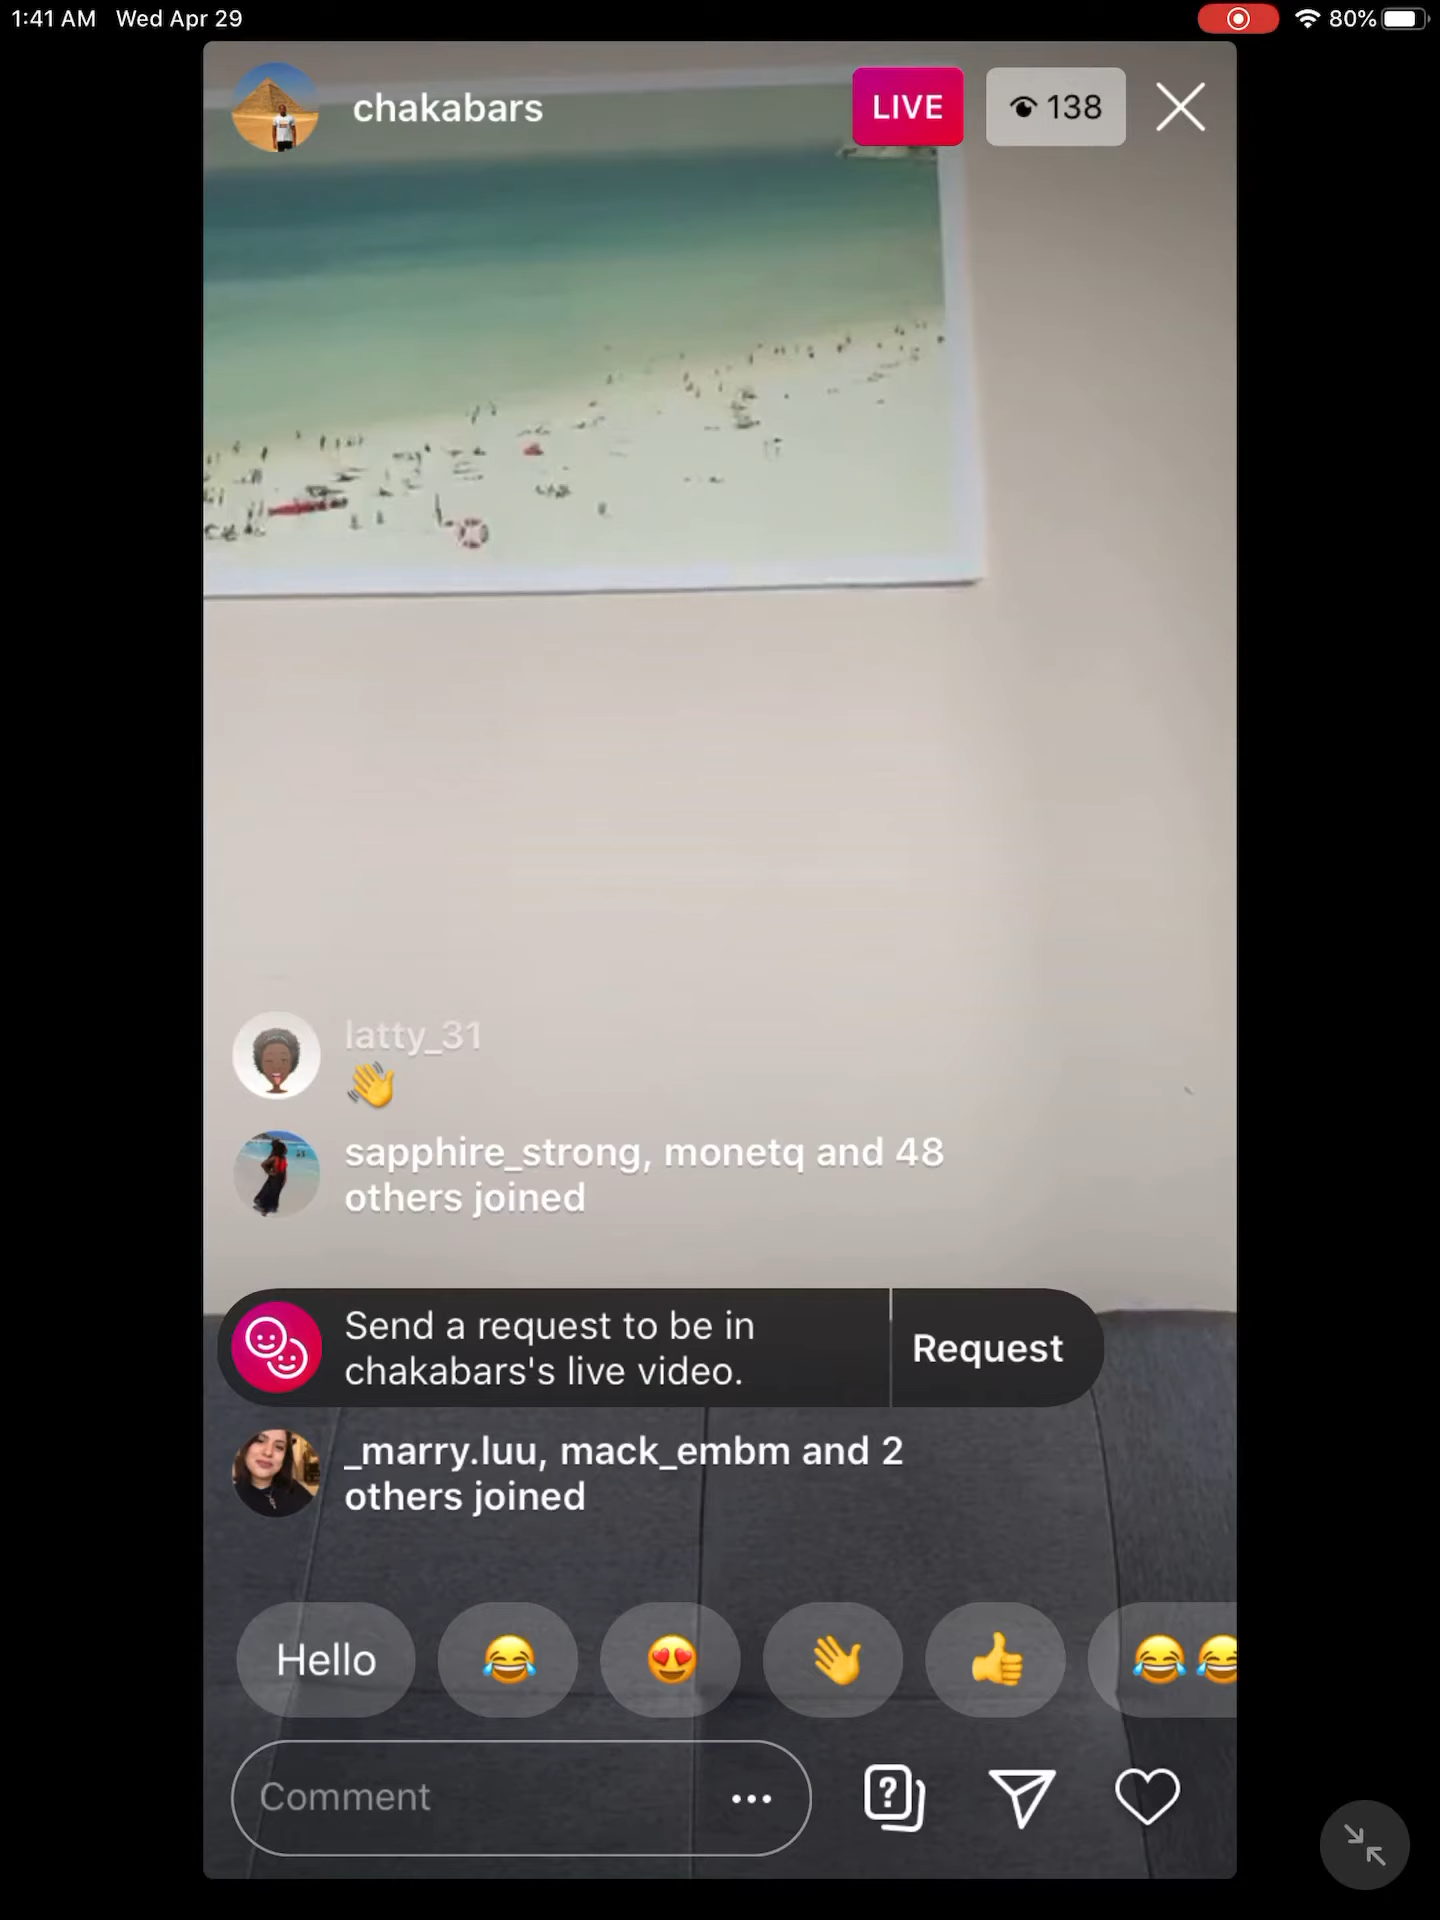 1:41 AM Wed Apr 29 80%
chakabars LIVE 138
latty_31
👋
sapphire_strong, monetq and 48
others joined
Send a request to be in
chakabars's live video.
Request
_marry.luu, mack_embm and 2
others joined
Hello 😂 😍 👋 👍 😂😂
Comment